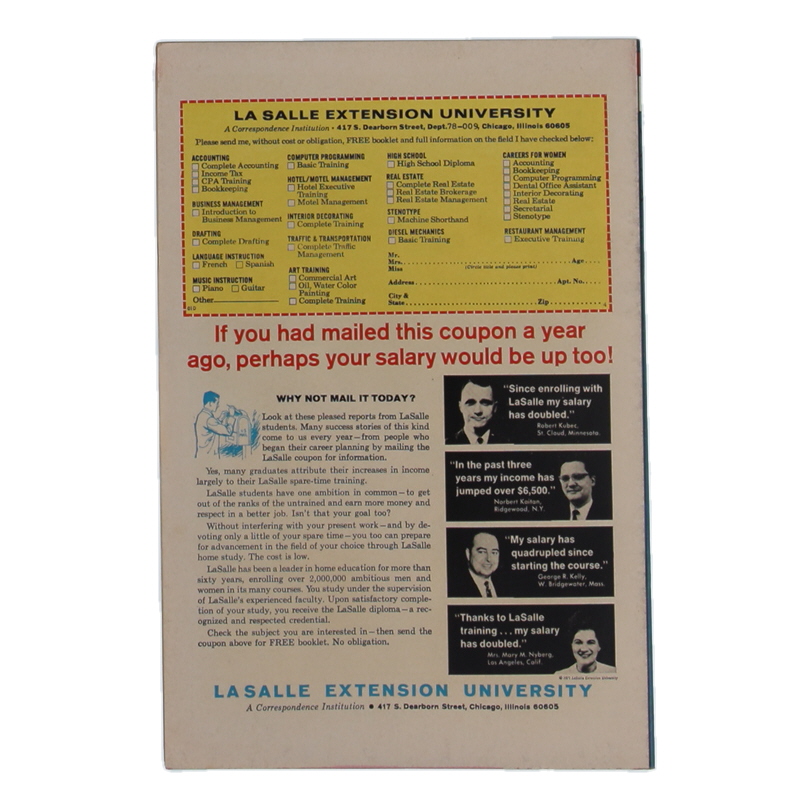 LA SALLE EXTENSION UNIVERSITY
A Correspondence Institution • 417 S. Dearborn Street, Dept. 78-009, Chicago, Illinois 60605
Please send me, without cost or obligation, FREE booklet and full information on the field I have checked below:
ACCOUNTING
Complete Accounting
Income Tax
CPA Training
Bookkeeping
BUSINESS MANAGEMENT
Introduction to
Business Management
DRAFTING
Complete Drafting
LANGUAGE INSTRUCTION
French Spanish
MUSIC INSTRUCTION
Piano Guitar
Other
COMPUTER PROGRAMMING
Basic Training
HOTEL/MOTEL MANAGEMENT
Hotel Executive
Training
Motel Management
INTERIOR DECORATING
Complete Training
TRAFFIC & TRANSPORTATION
Complete Traffic
Management
ART TRAINING
Commercial Art
Oil, Water Color
Painting
Complete Training
HIGH SCHOOL
High School Diploma
REAL ESTATE
Complete Real Estate
Real Estate Brokerage
Real Estate Management
STENOTYPE
Machine Shorthand
DIESEL MECHANICS
Basic Training
CAREERS FOR WOMEN
Accounting
Bookkeeping
Computer Programming
Dental Office Assistant
Interior Decorating
Real Estate
Secretarial
Stenotype
RESTAURANT MANAGEMENT
Executive Training
Mr.
Mrs. Age
Miss (Circle title and please print)
Address Apt. No.
City &
State Zip
If you had mailed this coupon a year
ago, perhaps your salary would be up too!
WHY NOT MAIL IT TODAY?
Look at these pleased reports from LaSalle
students. Many success stories of this kind
come to us every year—from people who
began their career planning by mailing the
LaSalle coupon for information.
Yes, many graduates attribute their increases in income
largely to their LaSalle spare-time training.
LaSalle students have one ambition in common—to get
out of the ranks of the untrained and earn more money and
respect in a better job. Isn't that your goal too?
Without interfering with your present work—and by de-
voting only a little of your spare time—you too can prepare
for advancement in the field of your choice through LaSalle
home study. The cost is low.
LaSalle has been a leader in home education for more than
sixty years, enrolling over 2,000,000 ambitious men and
women in its many courses. You study under the supervision
of LaSalle's experienced faculty. Upon satisfactory comple-
tion of your study, you receive the LaSalle diploma—a rec-
ognized and respected credential.
Check the subject you are interested in—then send the
coupon above for FREE booklet. No obligation.
"Since enrolling with
LaSalle my salary
has doubled."
Robert Kubec,
St. Cloud, Minnesota.
"In the past three
years my income has
jumped over $6,500."
Norbert Kaitan,
Ridgewood, N.Y.
"My salary has
quadrupled since
starting the course."
George R. Kelly,
W. Bridgewater, Mass.
"Thanks to LaSalle
training . . . my salary
has doubled."
Mrs. Mary M. Nyberg,
Los Angeles, Calif.
© 1971 LaSalle Extension University
LA SALLE EXTENSION UNIVERSITY
A Correspondence Institution • 417 S. Dearborn Street, Chicago, Illinois 60605